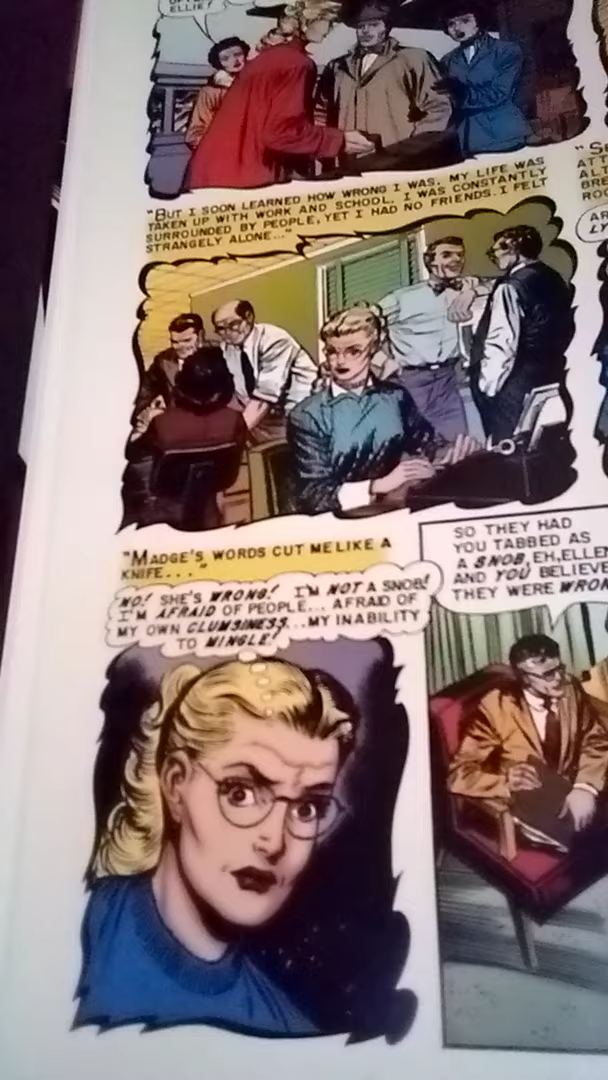 ELLIE?
"BUT I SOON LEARNED HOW WRONG I WAS. MY LIFE WAS
TAKEN UP WITH WORK AND SCHOOL. I WAS CONSTANTLY
SURROUNDED BY PEOPLE, YET I HAD NO FRIENDS. I FELT
STRANGELY ALONE..."
"MADGE'S WORDS CUT ME LIKE A
KNIFE..."
NO! SHE'S WRONG! I'M NOT A SNOB!
I'M AFRAID OF PEOPLE... AFRAID OF
MY OWN CLUMSINESS...MY INABILITY
TO MINGLE!
SO THEY HAD
YOU TABBED AS
A SNOB, EH, ELLEN
AND YOU BELIEVE
THEY WERE WRON